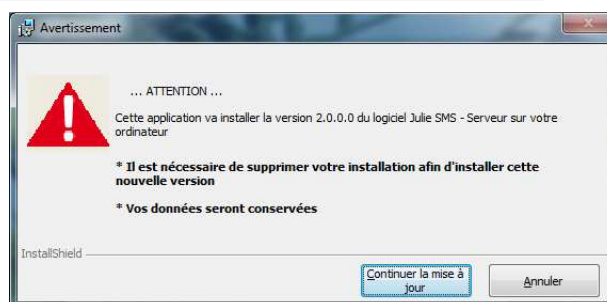 Avertissement
... ATTENTION ...
Cette application va installer la version 2.0.0.0 du logiciel Julie SMS - Serveur sur votre
ordinateur
* Il est nécessaire de supprimer votre installation afin d'installer cette
nouvelle version
* Vos données seront conservées
InstallShield
Continuer la mise à
jour
Annuler